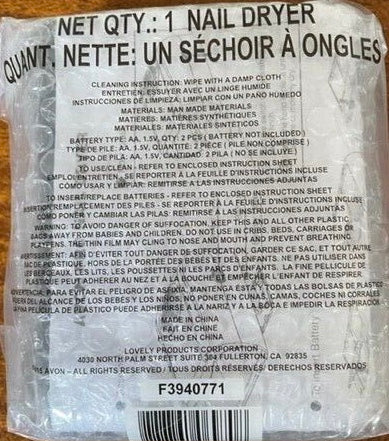 NET QTY.: 1 NAIL DRYER
QUANT. NETTE: UN SÉCHOIR À ONGLES
CLEANING INSTRUCTION: WIPE WITH A DAMP CLOTH
ENTRETIEN: ESSUYER AVEC UN LINGE HUMIDE
INSTRUCCIONES DE LIMPIEZA: LIMPIAR CON UN PAÑO HUMEDO
MATERIALS: MAN MADE MATERIALS
MATIERES: MATIÈRES SYNTHÉTIQUES
MATERIALES: MATERIALES SINTETICOS
BATTERY TYPE: AA. 1.5V, QTY: 2 PCS ( BATTERY NOT INCLUDED )
TYPE DE PILE: AA. 1.5V, QUANTITE: 2 PIECE ( PILE NON COMPRISE )
TIPO DE PILA: AA. 1.5V, CANTIDAD: 2 PILA ( NO SE INCLUYE )
TO USE/CLEAN - REFER TO ENCLOSED INSTRUCTION SHEET
EMPLOI/ENTRETIEN - SE REPORTER À LA FEUILLE D'INSTRUCTIONS INCLUSE
CÓMO USAR Y LIMPIAR: REMITIRSE A LAS INSTRUCCIONES ADJUNTAS
TO INSERT/REPLACE BATTERIES - REFER TO ENCLOSED INSTRUCTION SHEET
INSERTION/REMPLACEMENT DES PILES - SE REPORTER À LA FEUILLE D'INSTRUCTIONS INCLUSE
CÓMO PONER Y CAMBIAR LAS PILAS: REMITIRSE A LAS INSTRUCCIONES ADJUNTAS
WARNING: TO AVOID DANGER OF SUFFOCATION, KEEP THIS AND ALL OTHER PLASTIC
BAGS AWAY FROM BABIES AND CHILDREN. DO NOT USE IN CRIBS, BEDS, CARRIAGES OR
PLAYPENS. THE THIN FILM MAY CLING TO NOSE AND MOUTH AND PREVENT BREATHING.
AVERTISSEMENT: AFIN D'ÉVITER TOUT DANGER DE SUFFOCATION, GARDER CE SAC, ET TOUT AUTRE
SAC DE PLASTIQUE, HORS DE LA PORTÉE DES BÉBÉS ET DES ENFANTS. NE PAS UTILISER DANS
LES BERCEAUX, LES LITS, LES POUSSETTES NI LES PARCS D'ENFANTS. LA FINE PELLICULE DE
PLASTIQUE PEUT ADHERER AU NEZ ET A LA BOUCHE ET EMPÊCHER L'ENFANT DE RESPIRER.
ADVERTENCIA: PARA EVITAR EL PELIGRO DE ASFIXIA, MANTENGA ESTA Y TODAS LAS BOLSAS DE PLASTICO
FUERA DEL ALCANCE DE LOS BEBÉS Y LOS NIÑOS. NO PONER EN CUNAS, CAMAS, COCHES NI CORRALES
LA FINA PELICULA DE PLASTICO PUEDE ADHERIRSE A LA NARIZ Y A LA BOCA E IMPEDIR LA RESPIRACIÓN
MADE IN CHINA
FAIT EN CHINE
HECHO EN CHINA
LOVELY PRODUCTS CORPORATION
4030 NORTH PALM STREET SUITE 304 FULLERTON, CA 92835
AVON – ALL RIGHTS RESERVED / TOUS DROITS RÉSERVÉS/ DERECHOS RESERVADOS
F3940771